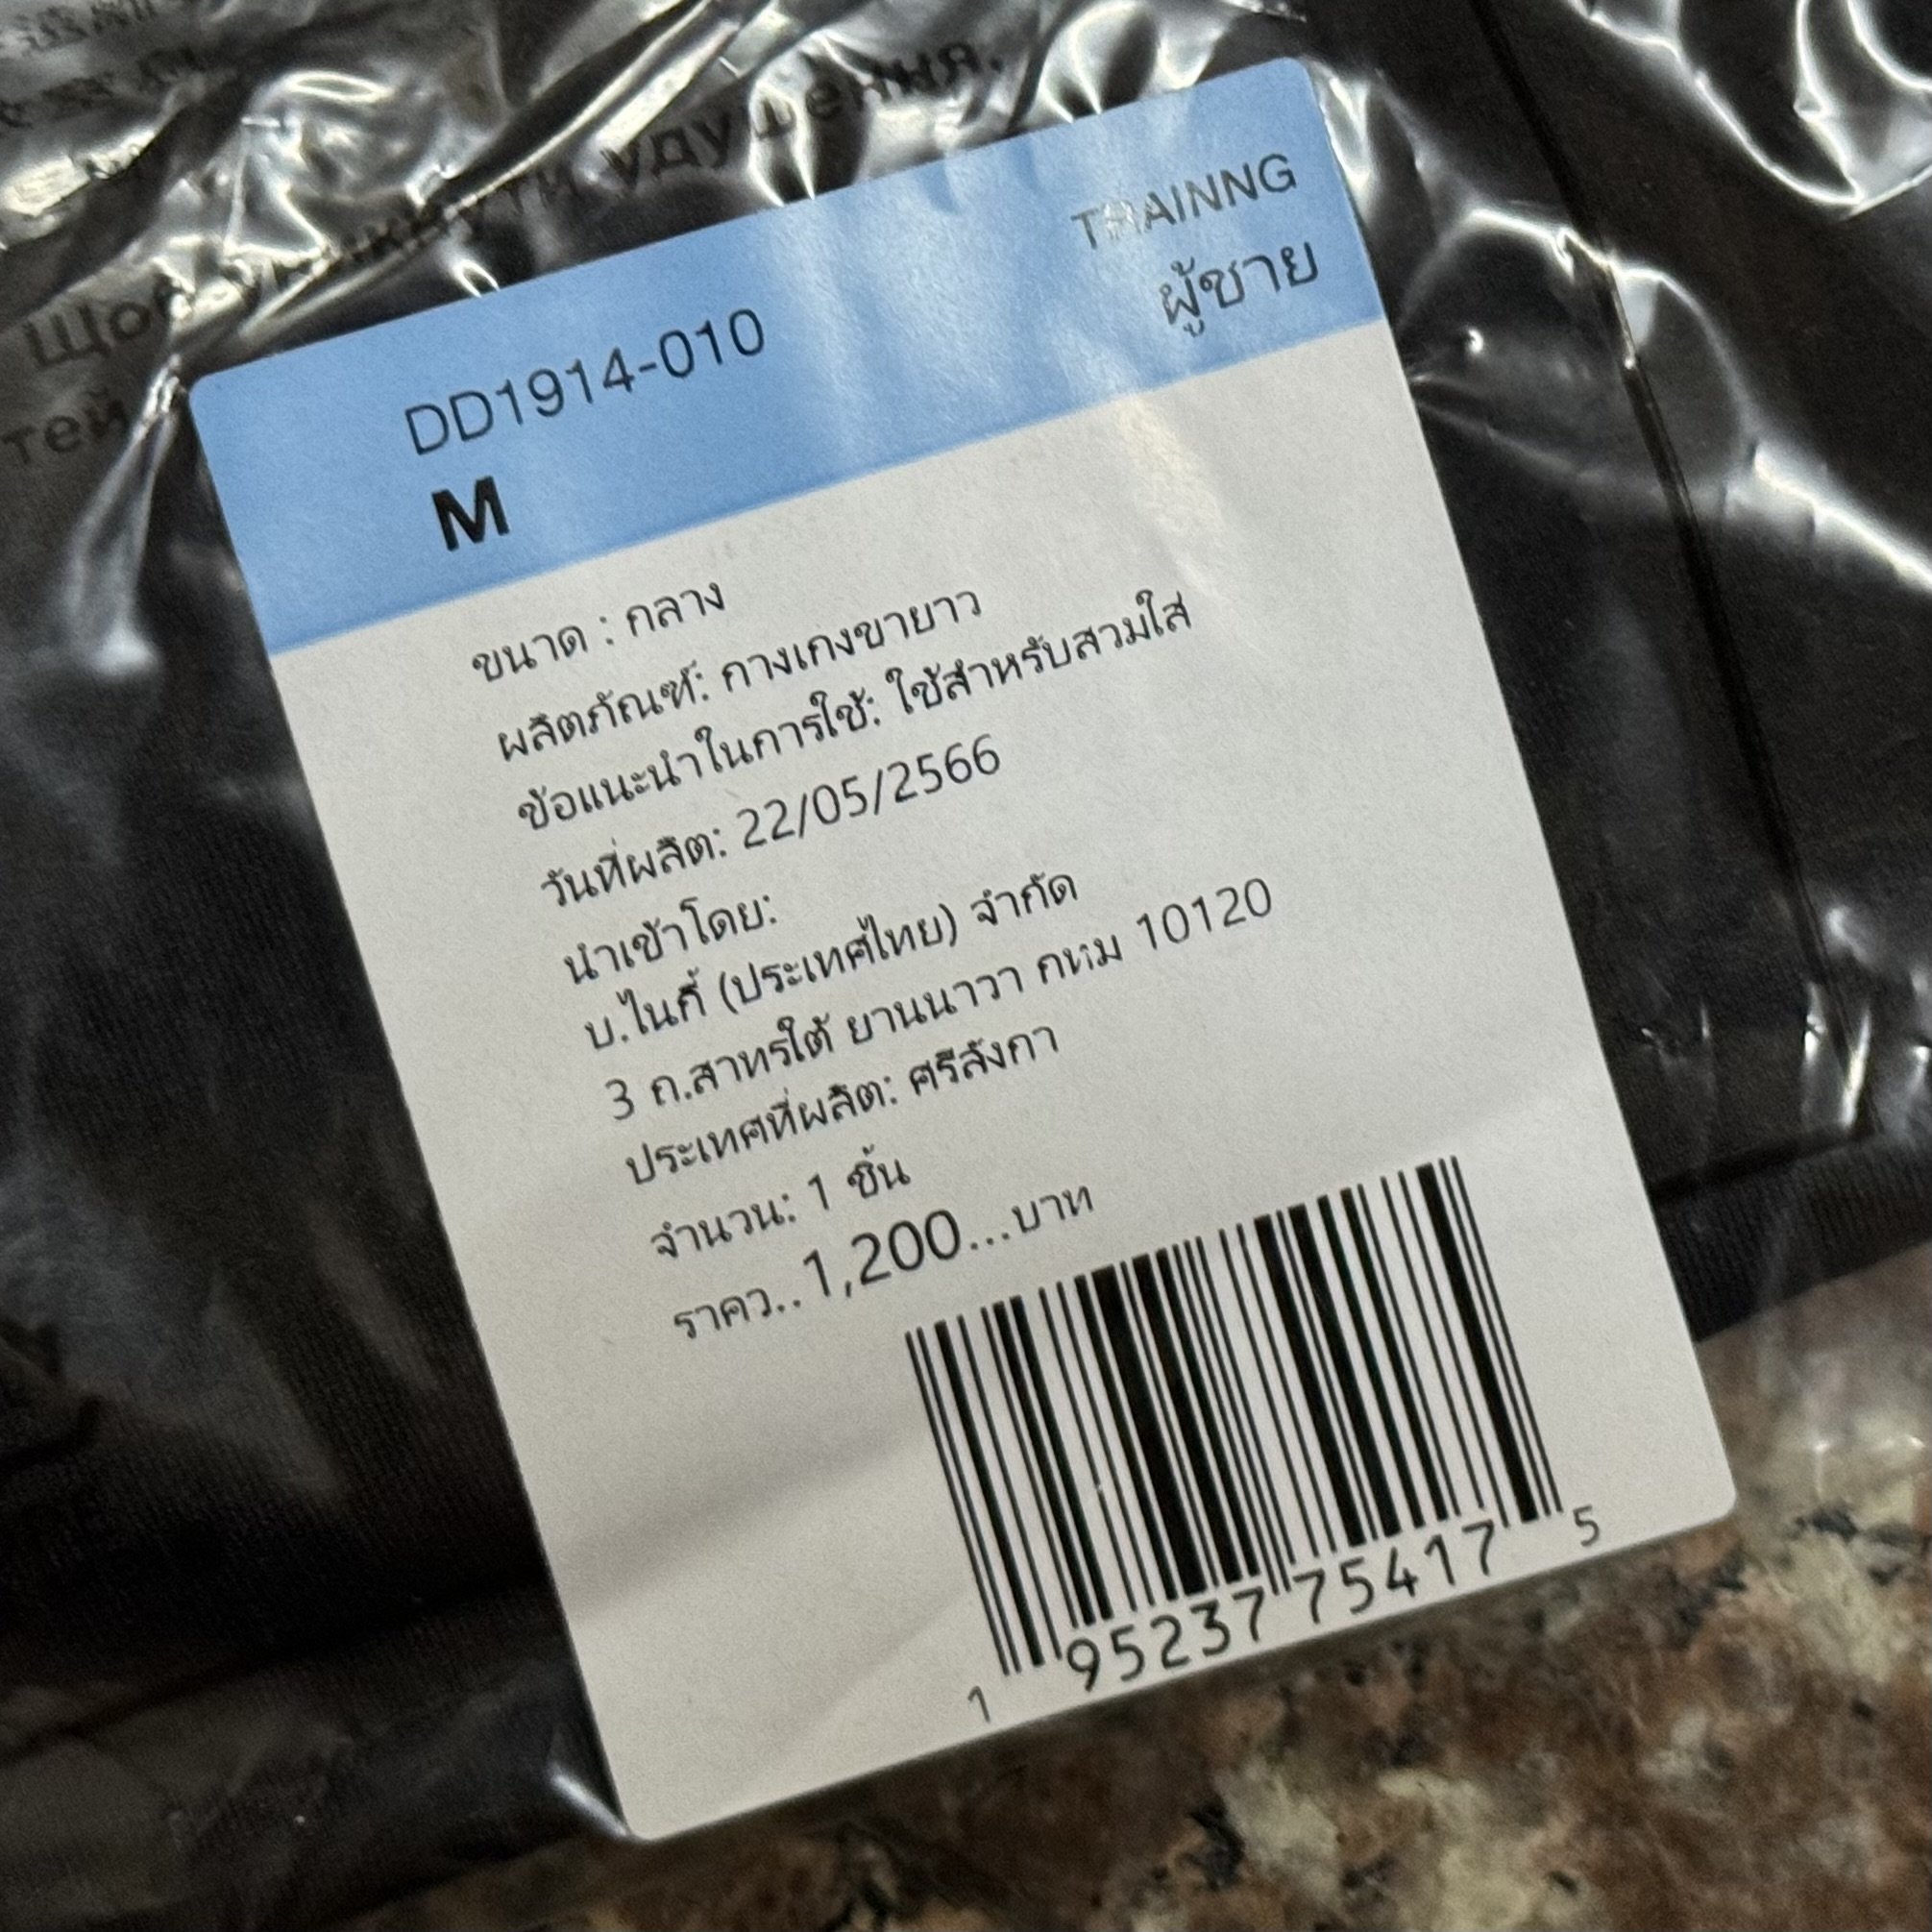 удушення.
тей
DD1914-010
TRAINNG
M
ผู้ชาย
ขนาด : กลาง
ผลิตภัณฑ์: กางเกงขายาว
ข้อแนะนำในการใช้: ใช้สำหรับสวมใส่
วันที่ผลิต: 22/05/2566
นำเข้าโดย:
บ.ไนกี้ (ประเทศไทย) จำกัด
3 ถ.สาทรใต้ ยานนาวา กทม 10120
ประเทศที่ผลิต: ศรีลังกา
จำนวน: 1 ชิ้น
ราคา..1,200...บาท
1 95237 75417 5